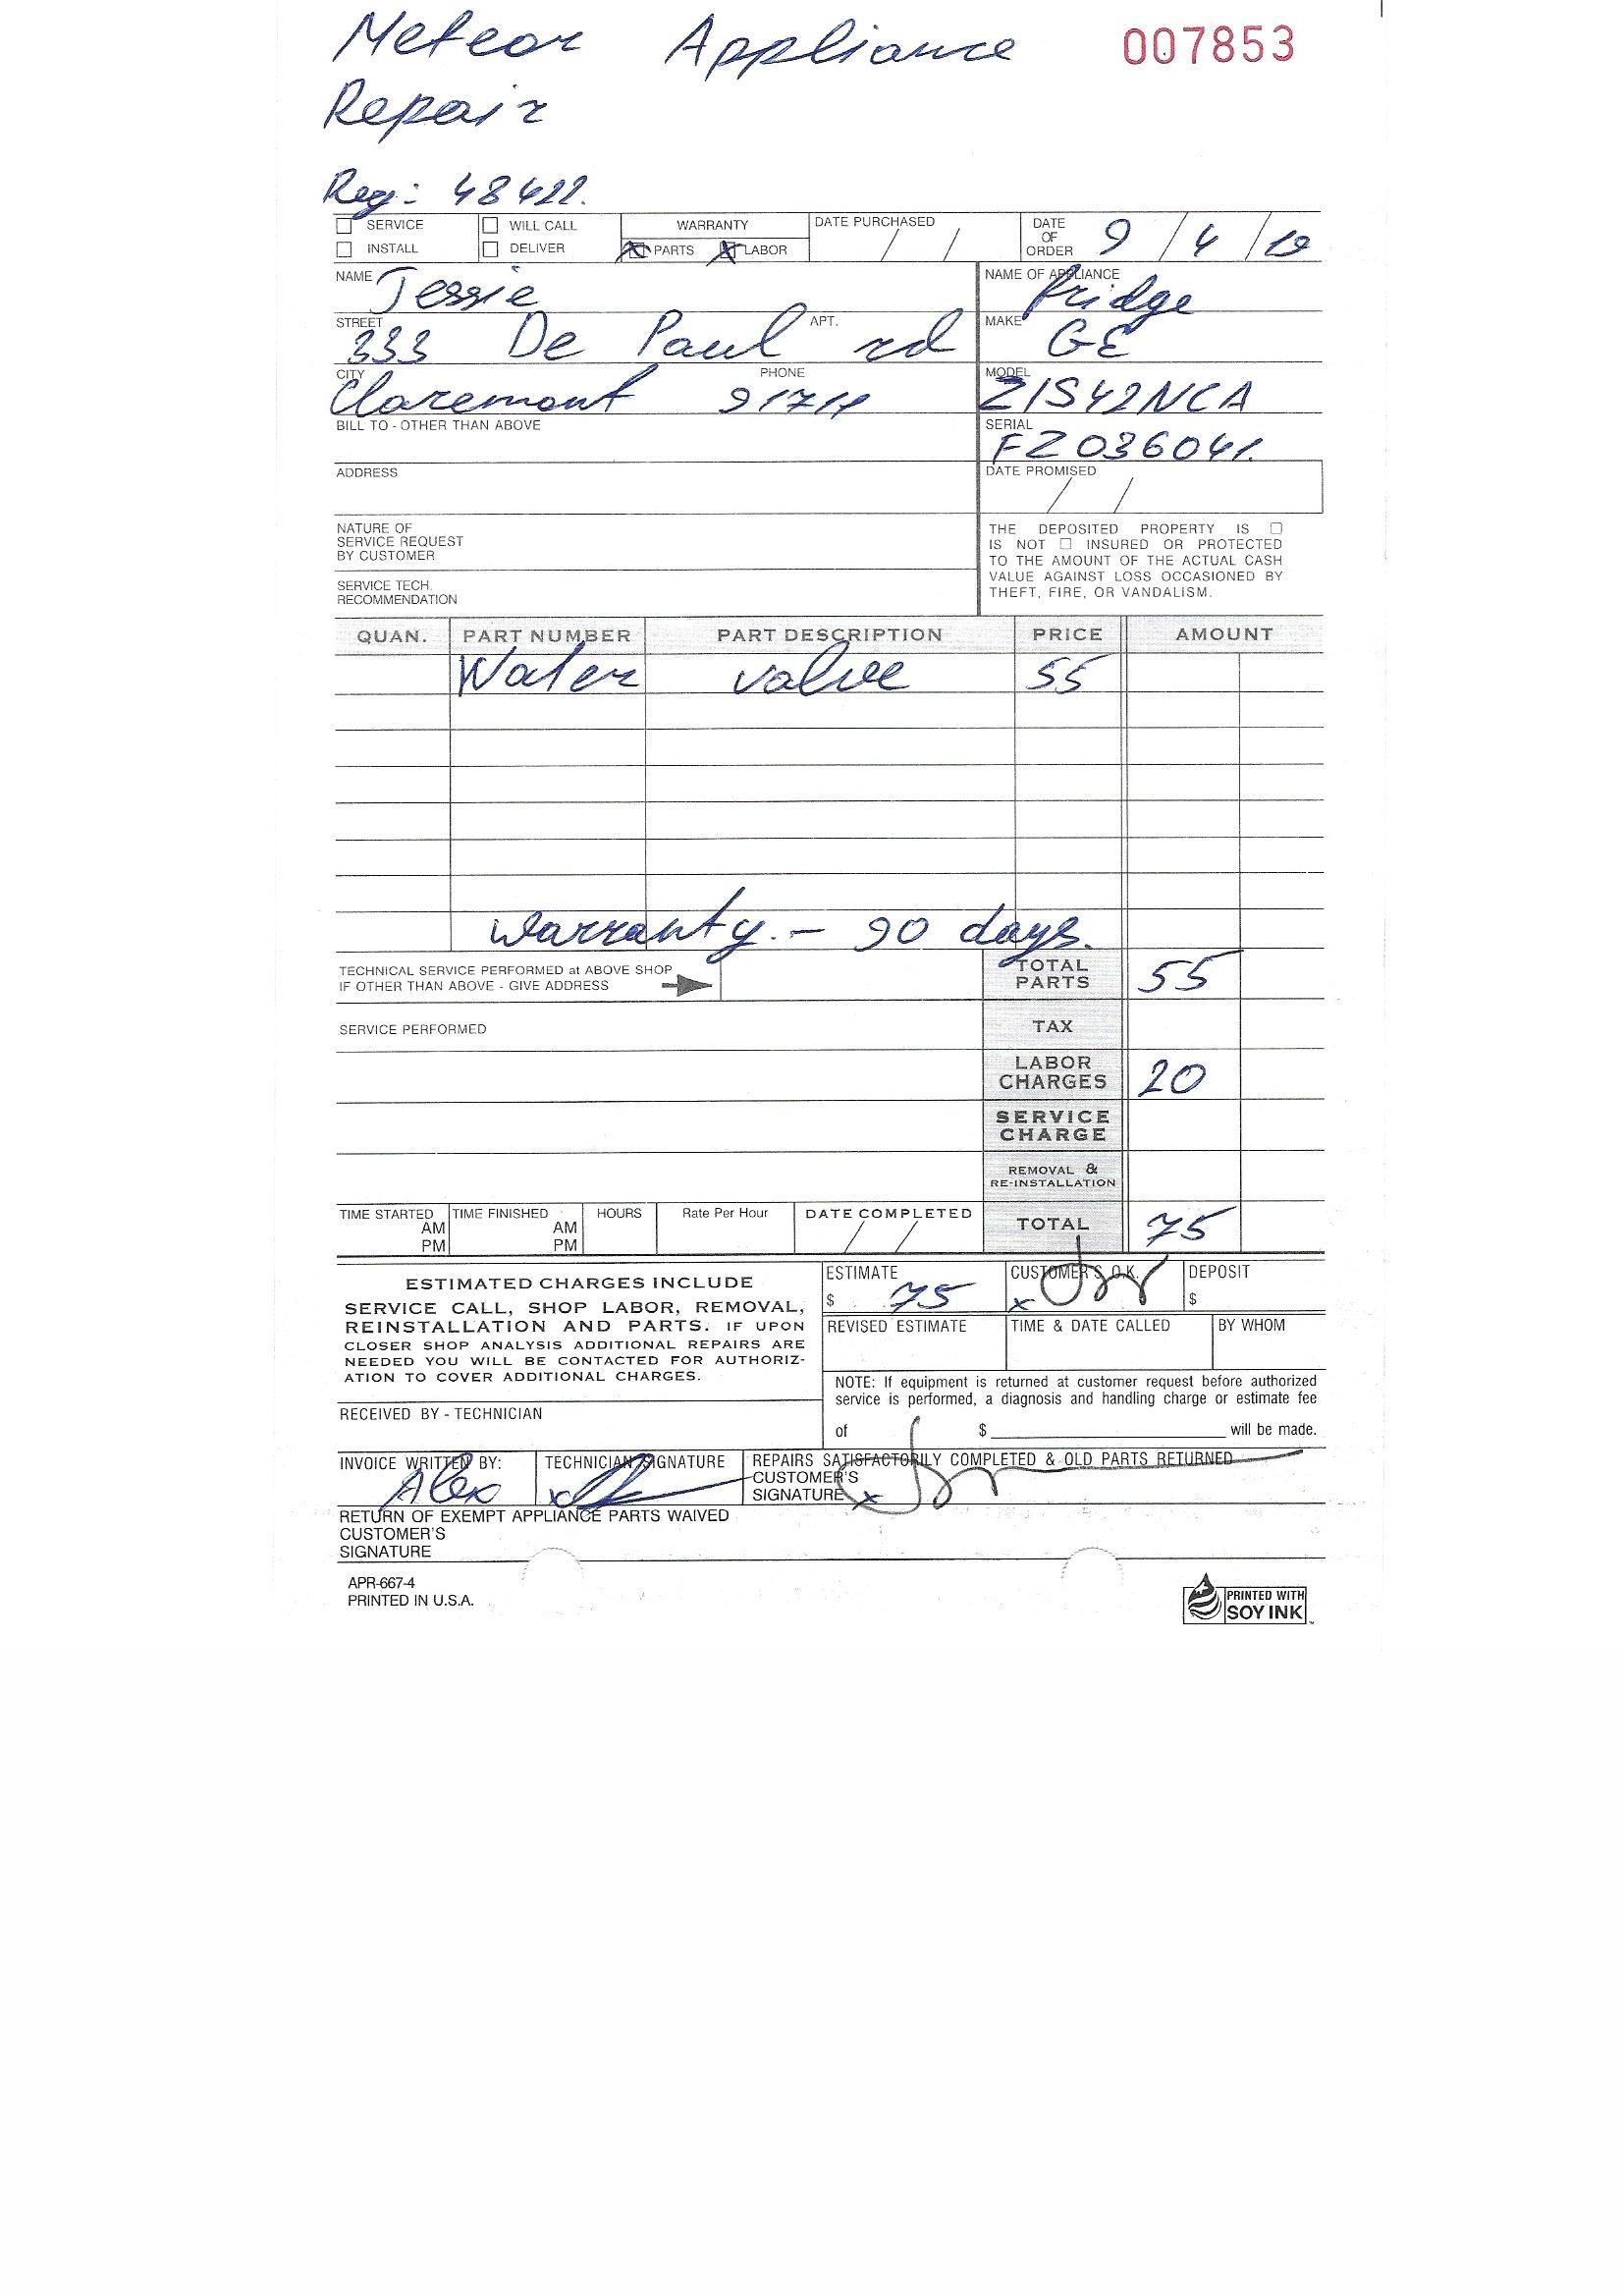 Meteor Appliance 007853
Repair
Reg: 48422.
SERVICE WILL CALL WARRANTY DATE PURCHASED DATE OF ORDER 9/4/19
INSTALL DELIVER PARTS LABOR
NAME Jessie NAME OF APPLIANCE fridge
STREET 333 De Paul rd APT. MAKE GE
CITY Claremont PHONE 91711 MODEL ZIS42NCA
BILL TO - OTHER THAN ABOVE SERIAL FZ036041.
ADDRESS DATE PROMISED / /
NATURE OF
SERVICE REQUEST
BY CUSTOMER
SERVICE TECH.
RECOMMENDATION
THE DEPOSITED PROPERTY IS
IS NOT INSURED OR PROTECTED
TO THE AMOUNT OF THE ACTUAL CASH
VALUE AGAINST LOSS OCCASIONED BY
THEFT, FIRE, OR VANDALISM.
QUAN. PART NUMBER PART DESCRIPTION PRICE AMOUNT
Water valve 55
warranty. - 90 days.
TECHNICAL SERVICE PERFORMED at ABOVE SHOP
IF OTHER THAN ABOVE - GIVE ADDRESS
TOTAL PARTS 55
SERVICE PERFORMED TAX
LABOR CHARGES 20
SERVICE CHARGE
REMOVAL & RE-INSTALLATION
TIME STARTED AM PM TIME FINISHED AM PM HOURS Rate Per Hour DATE COMPLETED / / TOTAL 75
ESTIMATED CHARGES INCLUDE
SERVICE CALL, SHOP LABOR, REMOVAL,
REINSTALLATION AND PARTS. IF UPON
CLOSER SHOP ANALYSIS ADDITIONAL REPAIRS ARE
NEEDED YOU WILL BE CONTACTED FOR AUTHORIZ-
ATION TO COVER ADDITIONAL CHARGES.
ESTIMATE $ 75 CUSTOMER'S O.K. x DEPOSIT $
REVISED ESTIMATE TIME & DATE CALLED BY WHOM
NOTE: If equipment is returned at customer request before authorized
service is performed, a diagnosis and handling charge or estimate fee
of $ will be made.
RECEIVED BY - TECHNICIAN
INVOICE WRITTEN BY: Alex TECHNICIAN SIGNATURE x REPAIRS SATISFACTORILY COMPLETED & OLD PARTS RETURNED
CUSTOMER'S
SIGNATURE x
RETURN OF EXEMPT APPLIANCE PARTS WAIVED
CUSTOMER'S
SIGNATURE
APR-667-4
PRINTED IN U.S.A.
PRINTED WITH
SOY INK